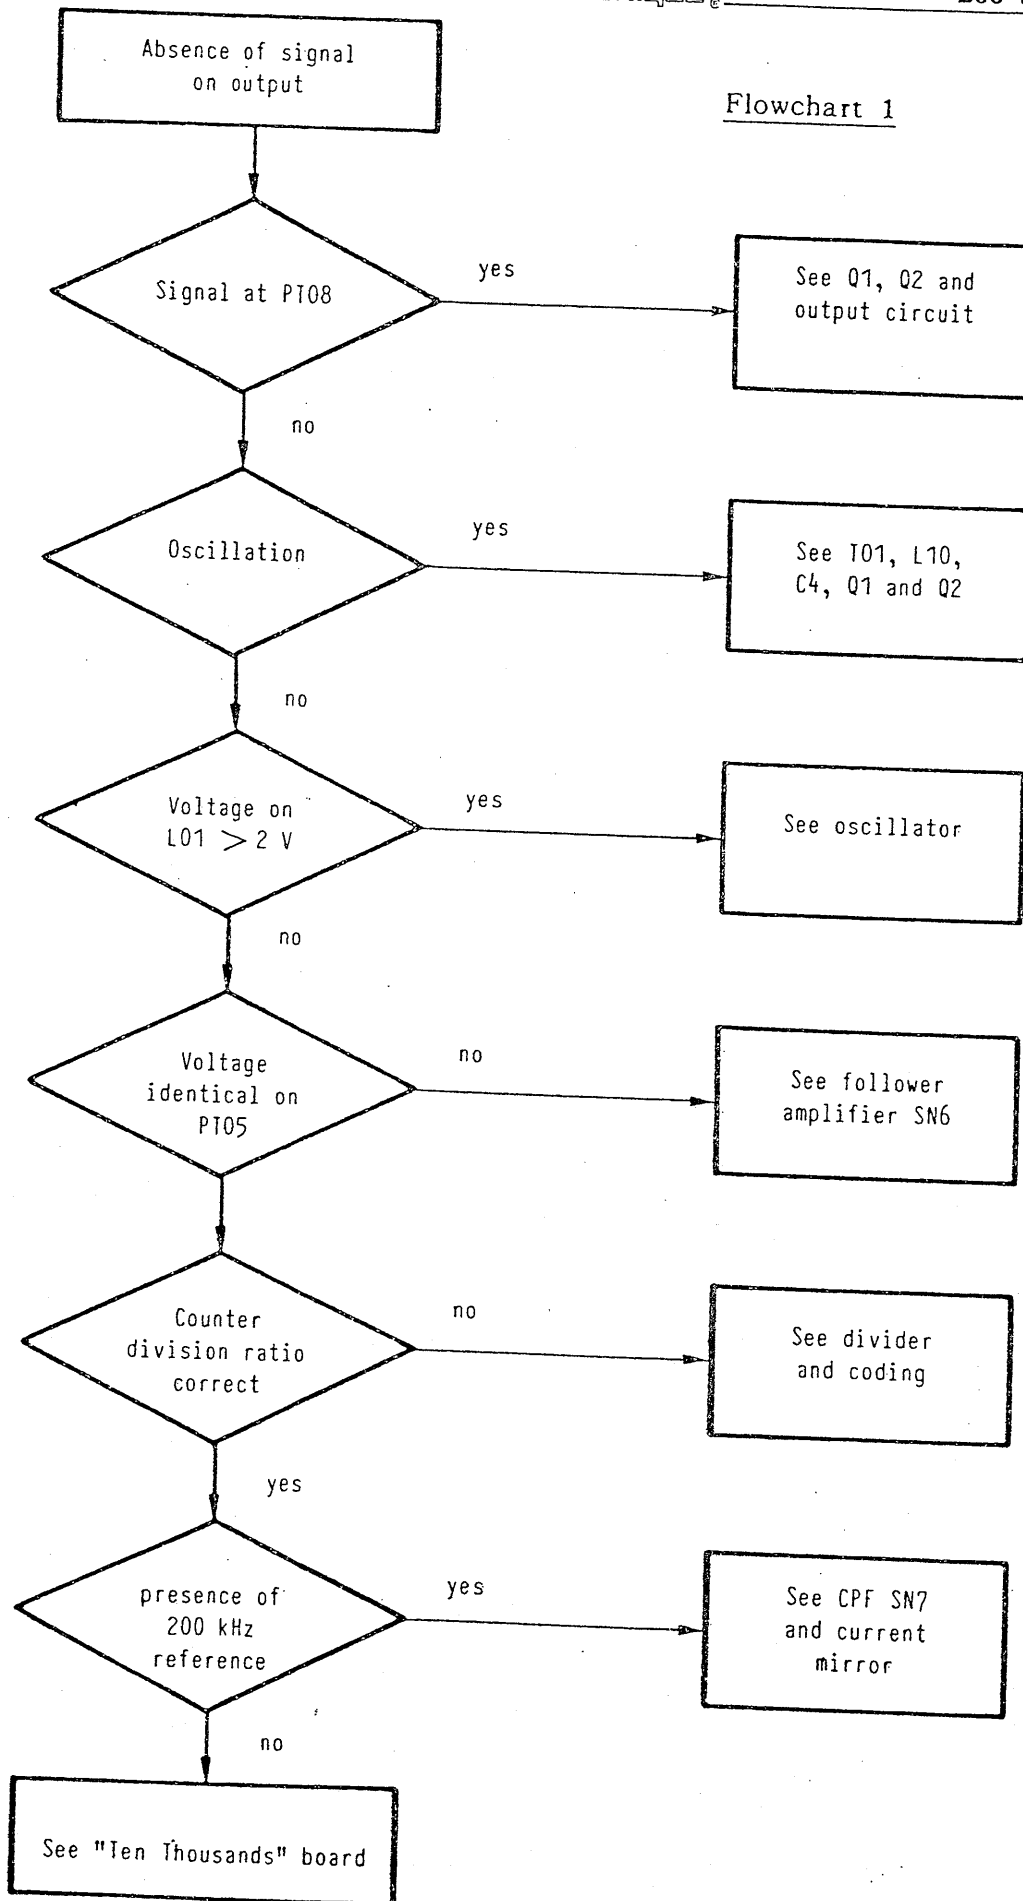 Flowchart 1
Absence of signal
on output
Signal at PT08
yes
See Q1, Q2 and
output circuit
no
Oscillation
yes
See T01, L10,
C4, Q1 and Q2
no
Voltage on
L01 > 2 V
yes
See oscillator
no
Voltage
identical on
PT05
no
See follower
amplifier SN6
Counter
division ratio
correct
no
See divider
and coding
yes
presence of
200 kHz
reference
yes
See CPF SN7
and current
mirror
no
See "Ten Thousands" board